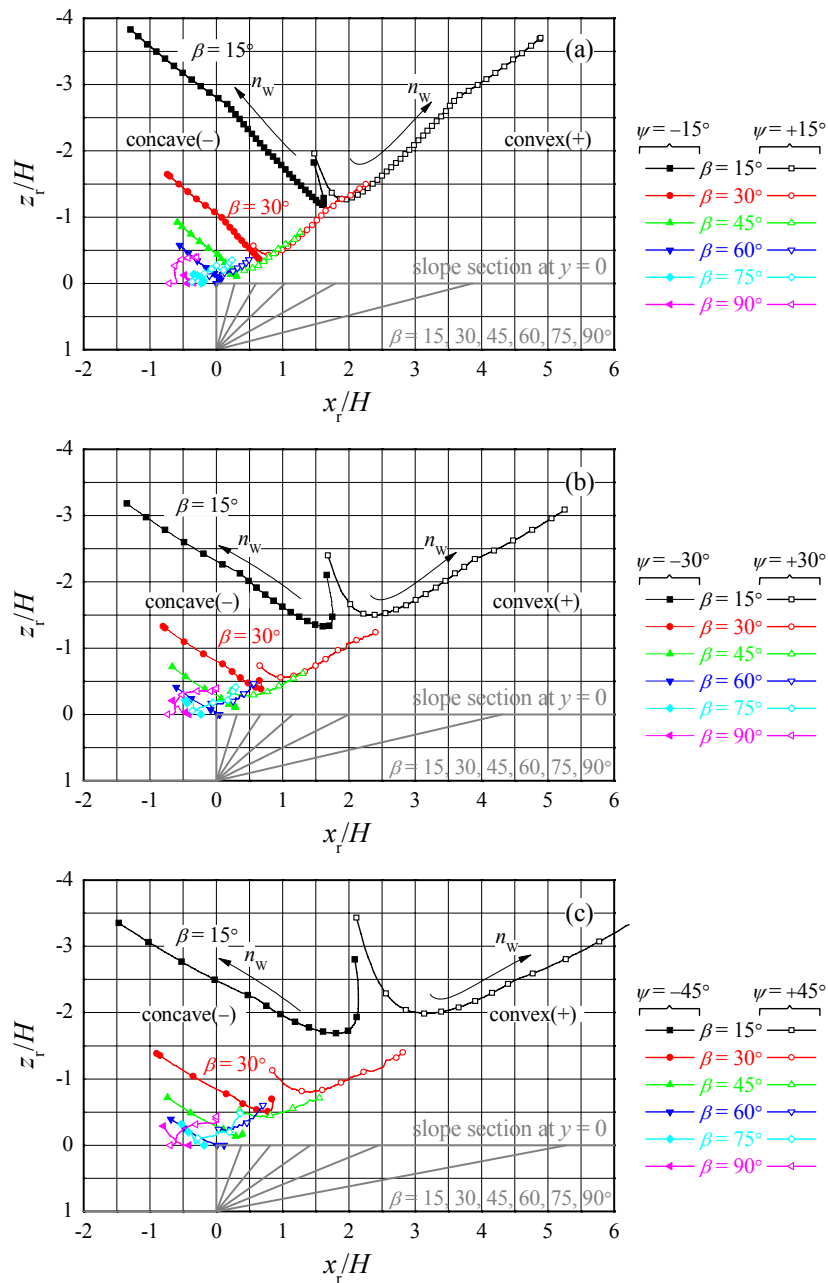 -4
-3
-2
-1
0
1
z_r/H
β = 15°
n_W
n_W
(a)
concave(–)
convex(+)
β = 30°
slope section at y = 0
β = 15, 30, 45, 60, 75, 90°
-2 -1 0 1 2 3 4 5 6
x_r/H
ψ = –15° ψ = +15°
β = 15°
β = 30°
β = 45°
β = 60°
β = 75°
β = 90°
-4
-3
-2
-1
0
1
z_r/H
β = 15°
n_W
n_W
(b)
concave(–)
convex(+)
β = 30°
slope section at y = 0
β = 15, 30, 45, 60, 75, 90°
-2 -1 0 1 2 3 4 5 6
x_r/H
ψ = –30° ψ = +30°
β = 15°
β = 30°
β = 45°
β = 60°
β = 75°
β = 90°
-4
-3
-2
-1
0
1
z_r/H
β = 15°
n_W
n_W
(c)
concave(–)
convex(+)
β = 30°
slope section at y = 0
β = 15, 30, 45, 60, 75, 90°
-2 -1 0 1 2 3 4 5 6
x_r/H
ψ = –45° ψ = +45°
β = 15°
β = 30°
β = 45°
β = 60°
β = 75°
β = 90°